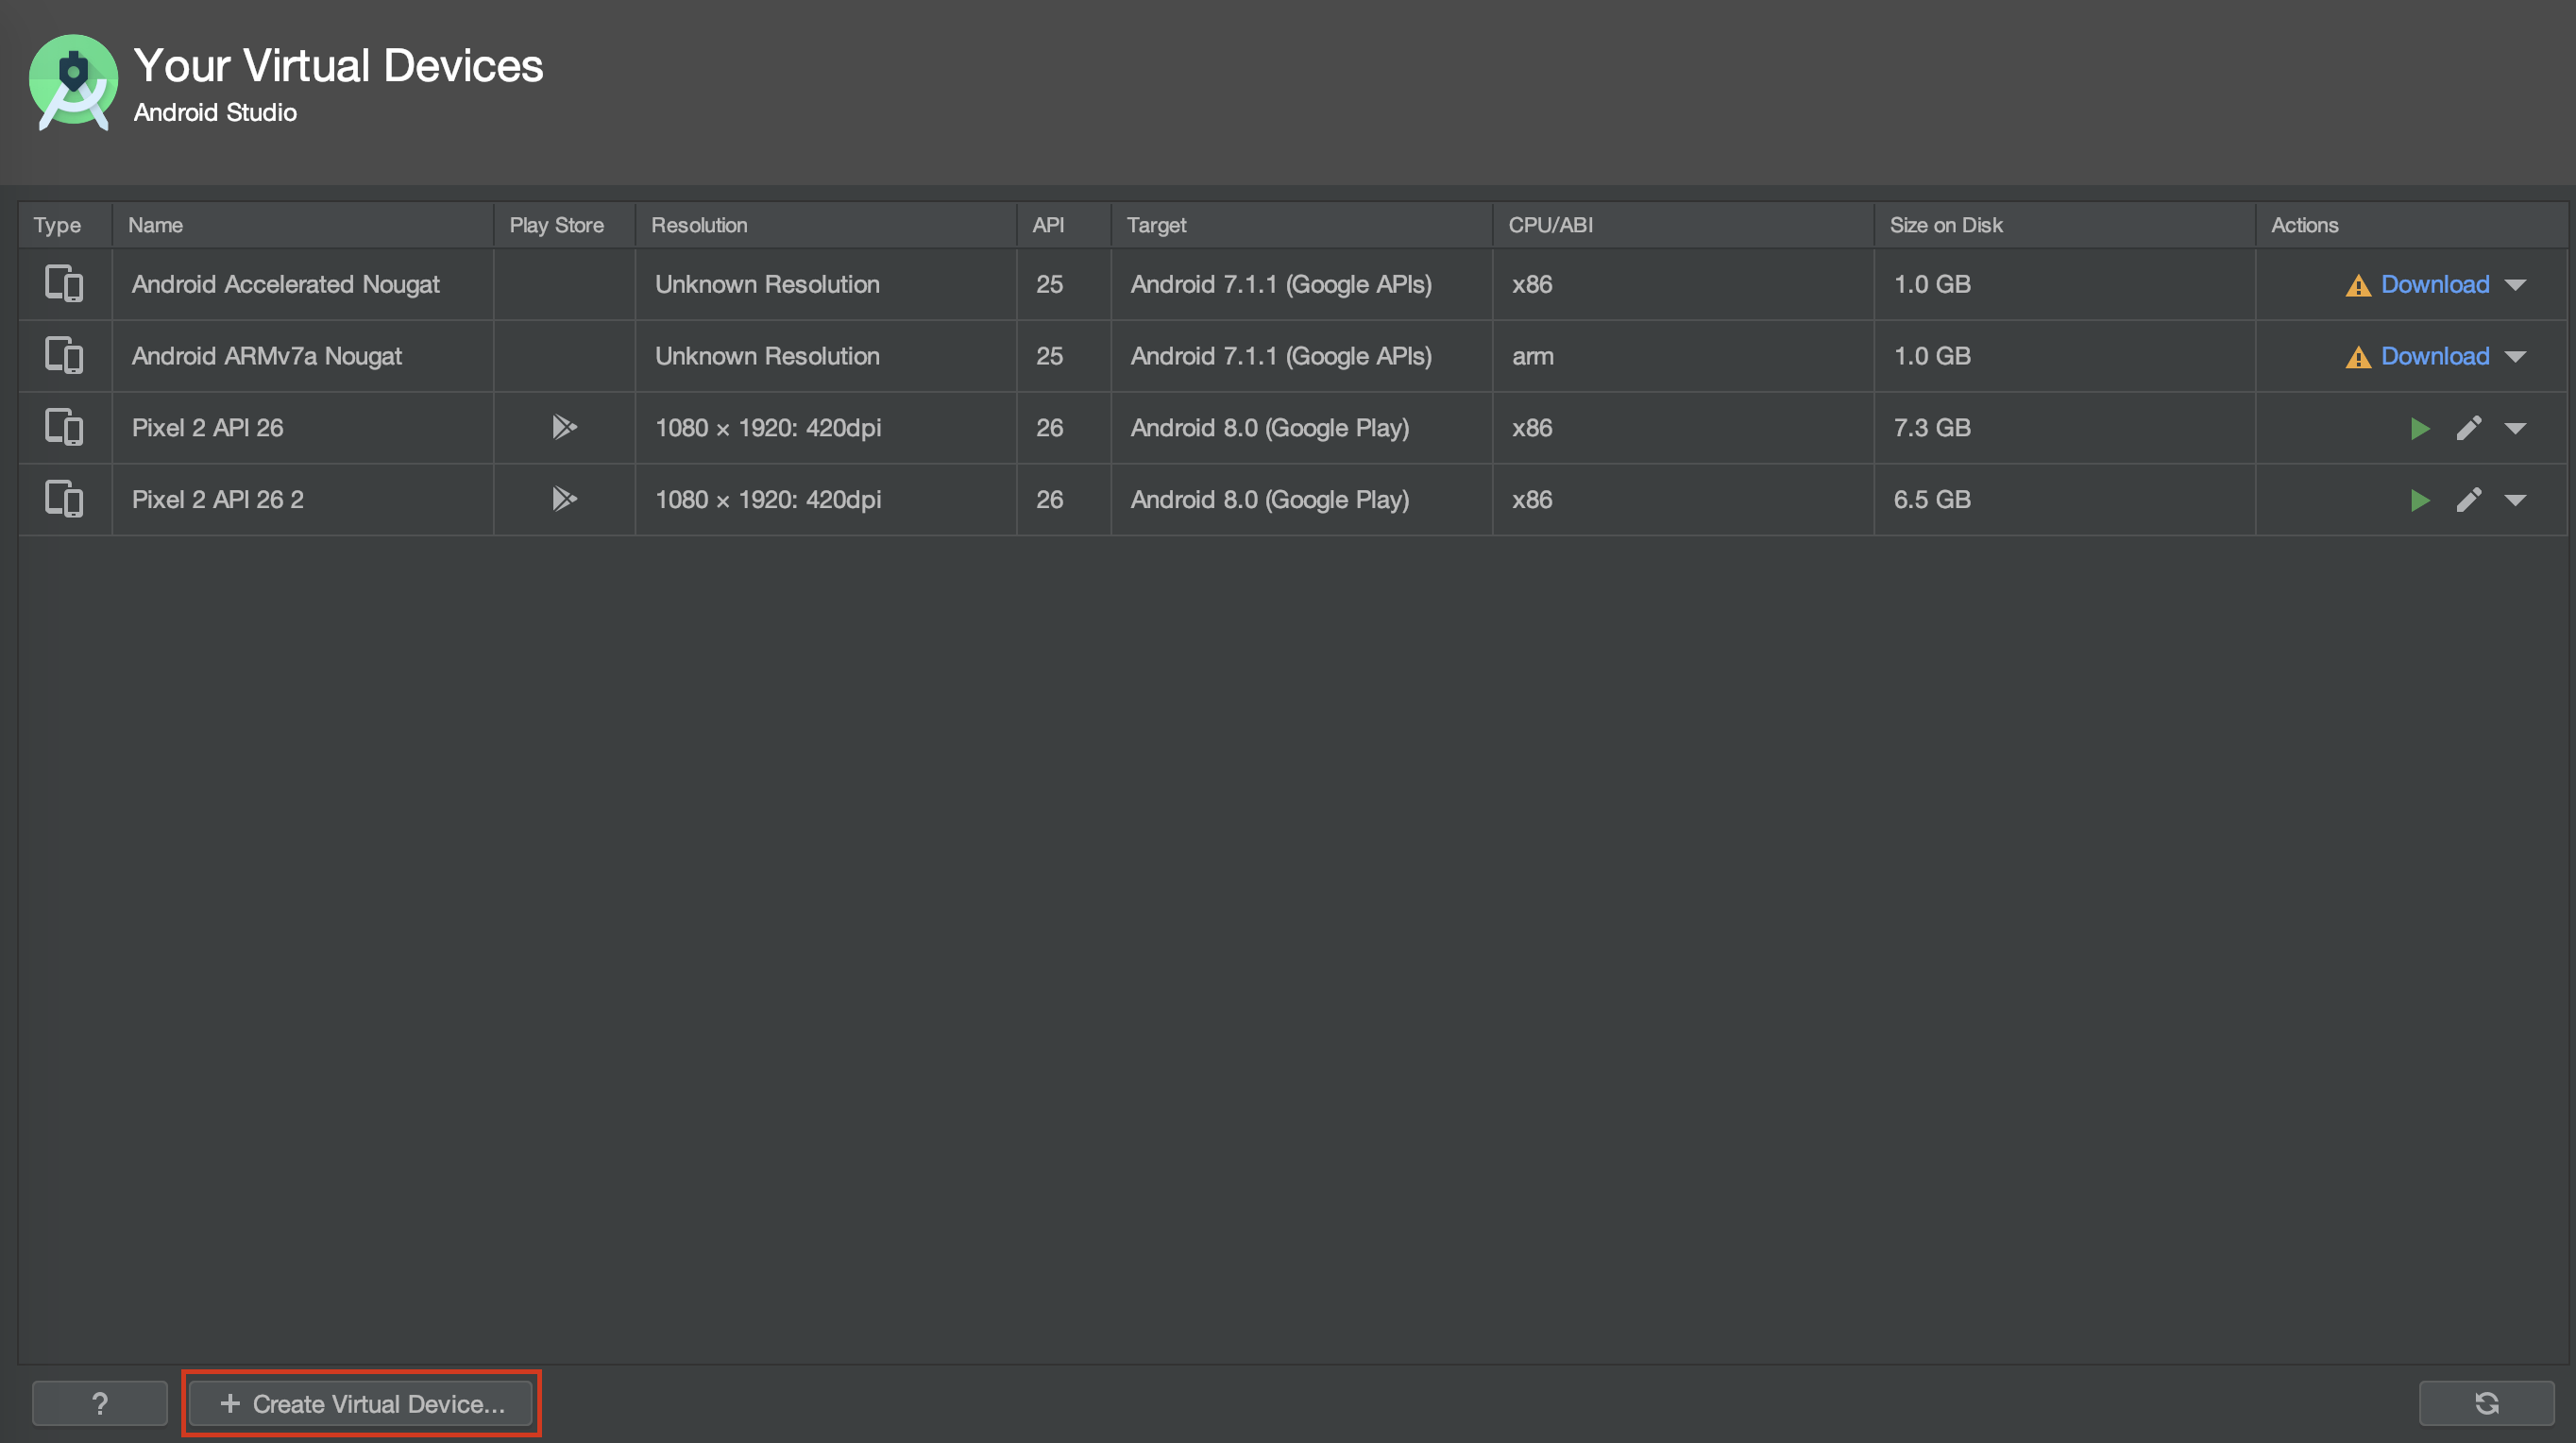 Your Virtual Devices
Android Studio
Type Name Play Store Resolution API Target CPU/ABI Size on Disk Actions
Android Accelerated Nougat Unknown Resolution 25 Android 7.1.1 (Google APIs) x86 1.0 GB Download
Android ARMv7a Nougat Unknown Resolution 25 Android 7.1.1 (Google APIs) arm 1.0 GB Download
Pixel 2 API 26 1080 × 1920: 420dpi 26 Android 8.0 (Google Play) x86 7.3 GB
Pixel 2 API 26 2 1080 × 1920: 420dpi 26 Android 8.0 (Google Play) x86 6.5 GB
? + Create Virtual Device...